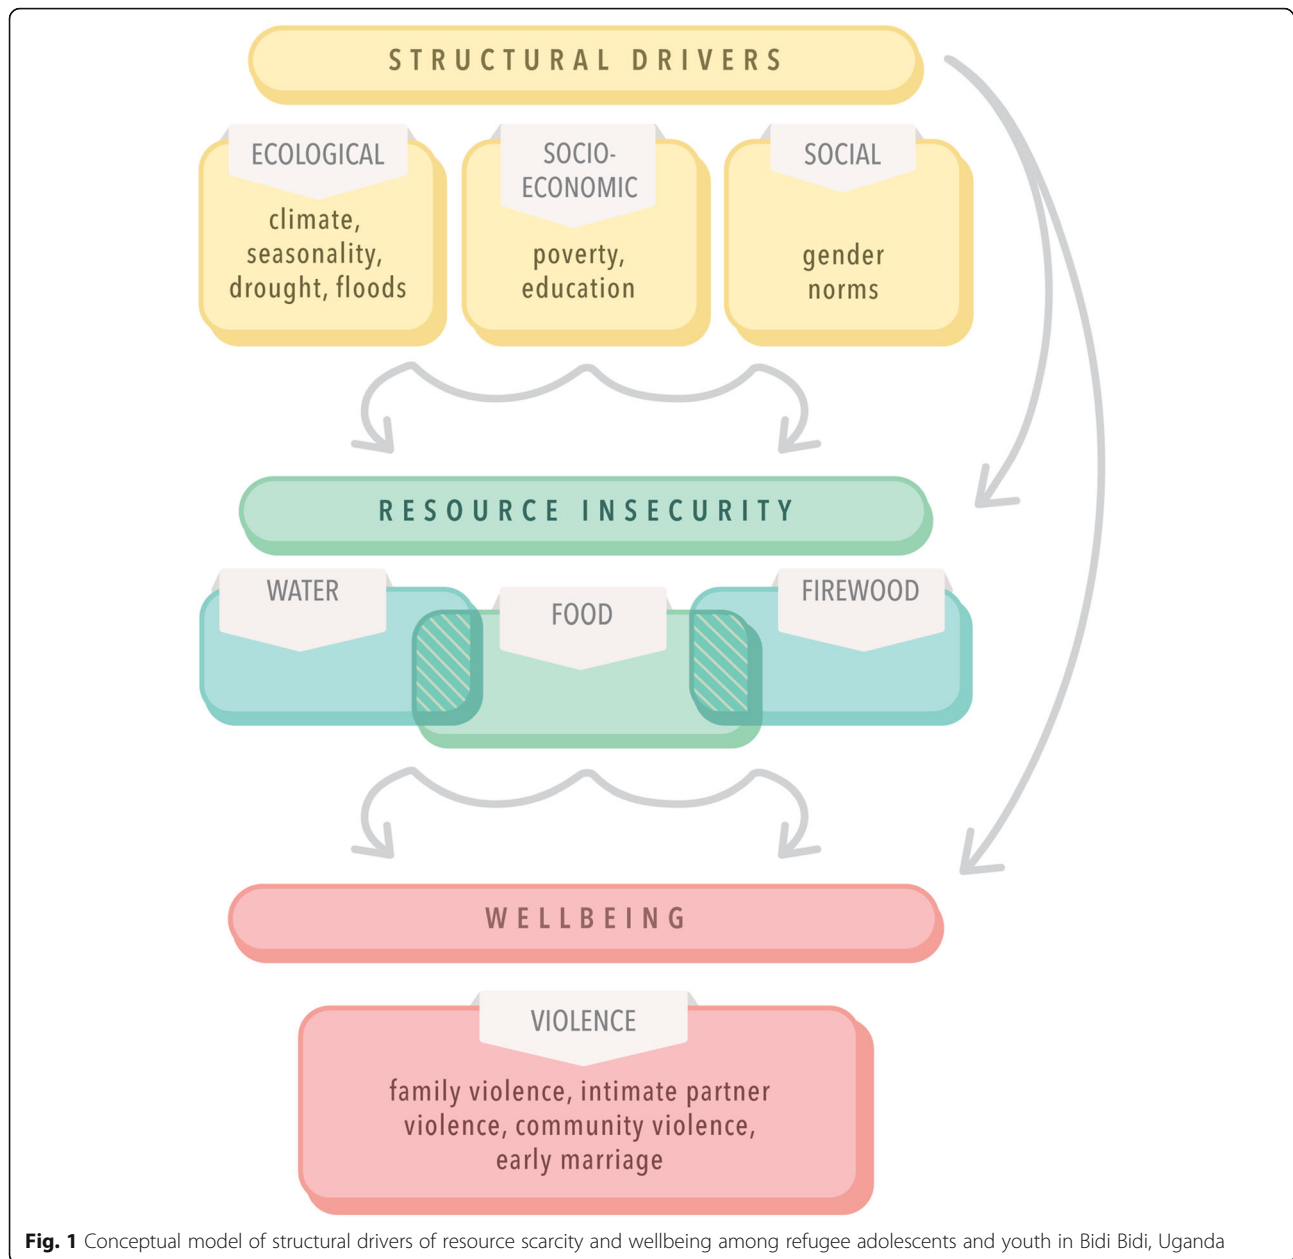 STRUCTURAL DRIVERS
ECOLOGICAL
climate,
seasonality,
drought, floods
SOCIO-
ECONOMIC
poverty,
education
SOCIAL
gender
norms
RESOURCE INSECURITY
WATER
FOOD
FIREWOOD
WELLBEING
VIOLENCE
family violence, intimate partner
violence, community violence,
early marriage
Fig. 1 Conceptual model of structural drivers of resource scarcity and wellbeing among refugee adolescents and youth in Bidi Bidi, Uganda